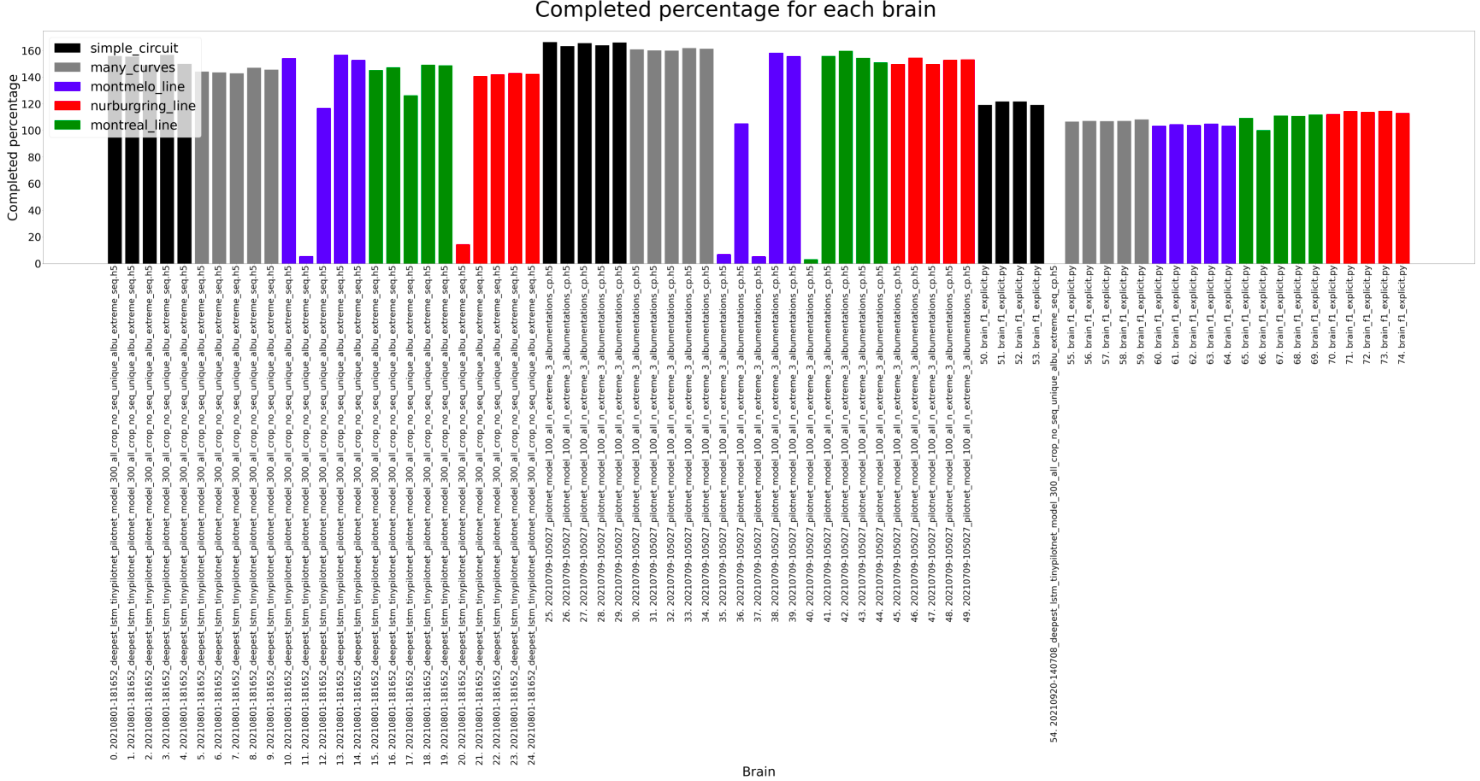 Completed percentage for each brain
simple_circuit
many_curves
montmelo_line
nurburgring_line
montreal_line
Completed percentage
160
140
120
100
80
60
40
20
0
0. 20210801-181652_deepest_lstm_tinypilotnet_pilotnet_model_300_all_crop_no_seq_unique_albu_extreme_seq.h5
1. 20210801-181652_deepest_lstm_tinypilotnet_pilotnet_model_300_all_crop_no_seq_unique_albu_extreme_seq.h5
2. 20210801-181652_deepest_lstm_tinypilotnet_pilotnet_model_300_all_crop_no_seq_unique_albu_extreme_seq.h5
3. 20210801-181652_deepest_lstm_tinypilotnet_pilotnet_model_300_all_crop_no_seq_unique_albu_extreme_seq.h5
4. 20210801-181652_deepest_lstm_tinypilotnet_pilotnet_model_300_all_crop_no_seq_unique_albu_extreme_seq.h5
5. 20210801-181652_deepest_lstm_tinypilotnet_pilotnet_model_300_all_crop_no_seq_unique_albu_extreme_seq.h5
6. 20210801-181652_deepest_lstm_tinypilotnet_pilotnet_model_300_all_crop_no_seq_unique_albu_extreme_seq.h5
7. 20210801-181652_deepest_lstm_tinypilotnet_pilotnet_model_300_all_crop_no_seq_unique_albu_extreme_seq.h5
8. 20210801-181652_deepest_lstm_tinypilotnet_pilotnet_model_300_all_crop_no_seq_unique_albu_extreme_seq.h5
9. 20210801-181652_deepest_lstm_tinypilotnet_pilotnet_model_300_all_crop_no_seq_unique_albu_extreme_seq.h5
10. 20210801-181652_deepest_lstm_tinypilotnet_pilotnet_model_300_all_crop_no_seq_unique_albu_extreme_seq.h5
11. 20210801-181652_deepest_lstm_tinypilotnet_pilotnet_model_300_all_crop_no_seq_unique_albu_extreme_seq.h5
12. 20210801-181652_deepest_lstm_tinypilotnet_pilotnet_model_300_all_crop_no_seq_unique_albu_extreme_seq.h5
13. 20210801-181652_deepest_lstm_tinypilotnet_pilotnet_model_300_all_crop_no_seq_unique_albu_extreme_seq.h5
14. 20210801-181652_deepest_lstm_tinypilotnet_pilotnet_model_300_all_crop_no_seq_unique_albu_extreme_seq.h5
15. 20210801-181652_deepest_lstm_tinypilotnet_pilotnet_model_300_all_crop_no_seq_unique_albu_extreme_seq.h5
16. 20210801-181652_deepest_lstm_tinypilotnet_pilotnet_model_300_all_crop_no_seq_unique_albu_extreme_seq.h5
17. 20210801-181652_deepest_lstm_tinypilotnet_pilotnet_model_300_all_crop_no_seq_unique_albu_extreme_seq.h5
18. 20210801-181652_deepest_lstm_tinypilotnet_pilotnet_model_300_all_crop_no_seq_unique_albu_extreme_seq.h5
19. 20210801-181652_deepest_lstm_tinypilotnet_pilotnet_model_300_all_crop_no_seq_unique_albu_extreme_seq.h5
20. 20210801-181652_deepest_lstm_tinypilotnet_pilotnet_model_300_all_crop_no_seq_unique_albu_extreme_seq.h5
21. 20210801-181652_deepest_lstm_tinypilotnet_pilotnet_model_300_all_crop_no_seq_unique_albu_extreme_seq.h5
22. 20210801-181652_deepest_lstm_tinypilotnet_pilotnet_model_300_all_crop_no_seq_unique_albu_extreme_seq.h5
23. 20210801-181652_deepest_lstm_tinypilotnet_pilotnet_model_300_all_crop_no_seq_unique_albu_extreme_seq.h5
24. 20210801-181652_deepest_lstm_tinypilotnet_pilotnet_model_300_all_crop_no_seq_unique_albu_extreme_seq.h5
25. 20210709-105027_pilotnet_model_100_all_n_extreme_3_albumentations_cp.h5
26. 20210709-105027_pilotnet_model_100_all_n_extreme_3_albumentations_cp.h5
27. 20210709-105027_pilotnet_model_100_all_n_extreme_3_albumentations_cp.h5
28. 20210709-105027_pilotnet_model_100_all_n_extreme_3_albumentations_cp.h5
29. 20210709-105027_pilotnet_model_100_all_n_extreme_3_albumentations_cp.h5
30. 20210709-105027_pilotnet_model_100_all_n_extreme_3_albumentations_cp.h5
31. 20210709-105027_pilotnet_model_100_all_n_extreme_3_albumentations_cp.h5
32. 20210709-105027_pilotnet_model_100_all_n_extreme_3_albumentations_cp.h5
33. 20210709-105027_pilotnet_model_100_all_n_extreme_3_albumentations_cp.h5
34. 20210709-105027_pilotnet_model_100_all_n_extreme_3_albumentations_cp.h5
35. 20210709-105027_pilotnet_model_100_all_n_extreme_3_albumentations_cp.h5
36. 20210709-105027_pilotnet_model_100_all_n_extreme_3_albumentations_cp.h5
37. 20210709-105027_pilotnet_model_100_all_n_extreme_3_albumentations_cp.h5
38. 20210709-105027_pilotnet_model_100_all_n_extreme_3_albumentations_cp.h5
39. 20210709-105027_pilotnet_model_100_all_n_extreme_3_albumentations_cp.h5
40. 20210709-105027_pilotnet_model_100_all_n_extreme_3_albumentations_cp.h5
41. 20210709-105027_pilotnet_model_100_all_n_extreme_3_albumentations_cp.h5
42. 20210709-105027_pilotnet_model_100_all_n_extreme_3_albumentations_cp.h5
43. 20210709-105027_pilotnet_model_100_all_n_extreme_3_albumentations_cp.h5
44. 20210709-105027_pilotnet_model_100_all_n_extreme_3_albumentations_cp.h5
45. 20210709-105027_pilotnet_model_100_all_n_extreme_3_albumentations_cp.h5
46. 20210709-105027_pilotnet_model_100_all_n_extreme_3_albumentations_cp.h5
47. 20210709-105027_pilotnet_model_100_all_n_extreme_3_albumentations_cp.h5
48. 20210709-105027_pilotnet_model_100_all_n_extreme_3_albumentations_cp.h5
49. 20210709-105027_pilotnet_model_100_all_n_extreme_3_albumentations_cp.h5
50. brain_f1_explicit.py
51. brain_f1_explicit.py
52. brain_f1_explicit.py
53. brain_f1_explicit.py
54. 20210920-140708_deepest_lstm_tinypilotnet_model_300_all_crop_no_seq_unique_albu_extreme_seq_cp.h5
55. brain_f1_explicit.py
56. brain_f1_explicit.py
57. brain_f1_explicit.py
58. brain_f1_explicit.py
59. brain_f1_explicit.py
60. brain_f1_explicit.py
61. brain_f1_explicit.py
62. brain_f1_explicit.py
63. brain_f1_explicit.py
64. brain_f1_explicit.py
65. brain_f1_explicit.py
66. brain_f1_explicit.py
67. brain_f1_explicit.py
68. brain_f1_explicit.py
69. brain_f1_explicit.py
70. brain_f1_explicit.py
71. brain_f1_explicit.py
72. brain_f1_explicit.py
73. brain_f1_explicit.py
74. brain_f1_explicit.py
Brain